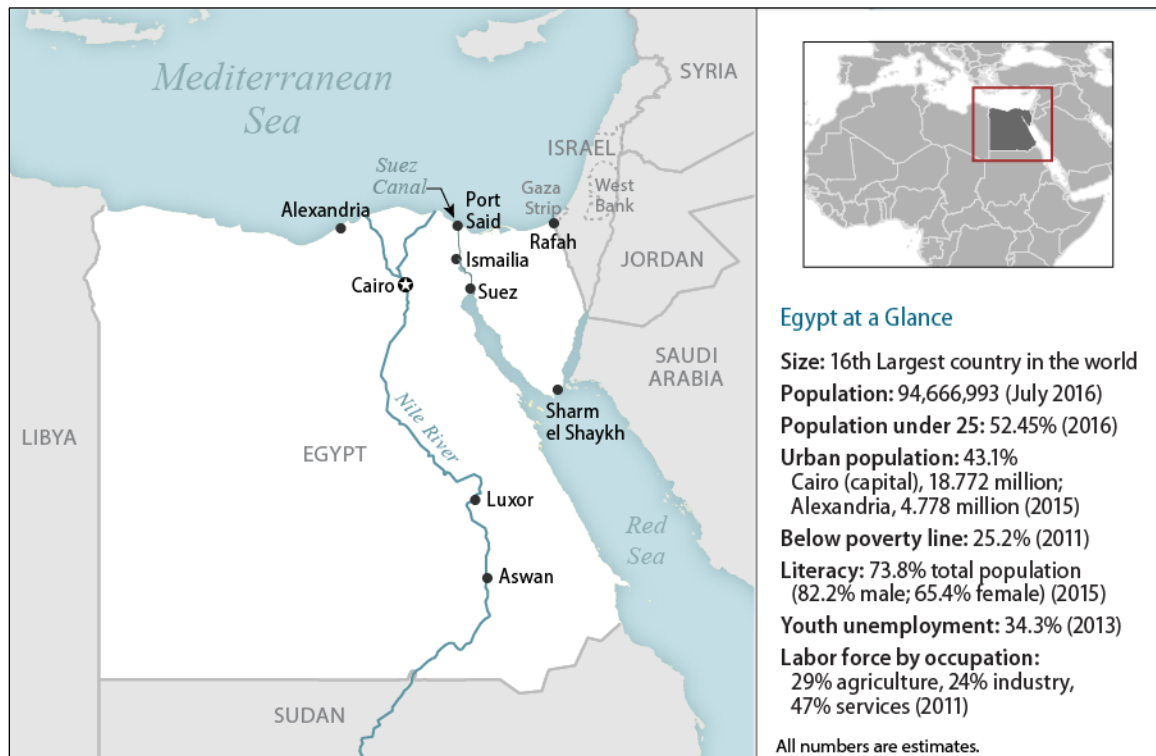 Mediterranean
Sea
SYRIA
ISRAEL
Suez
Canal
Gaza
Strip
West
Bank
Alexandria
Port
Said
Rafah
Ismailia
JORDAN
Cairo
Suez
SAUDI
ARABIA
Sharm
el Shaykh
Nile River
LIBYA
EGYPT
Luxor
Red
Sea
Aswan
SUDAN
Egypt at a Glance
Size: 16th Largest country in the world
Population: 94,666,993 (July 2016)
Population under 25: 52.45% (2016)
Urban population: 43.1%
Cairo (capital), 18.772 million;
Alexandria, 4.778 million (2015)
Below poverty line: 25.2% (2011)
Literacy: 73.8% total population
(82.2% male; 65.4% female) (2015)
Youth unemployment: 34.3% (2013)
Labor force by occupation:
29% agriculture, 24% industry,
47% services (2011)
All numbers are estimates.